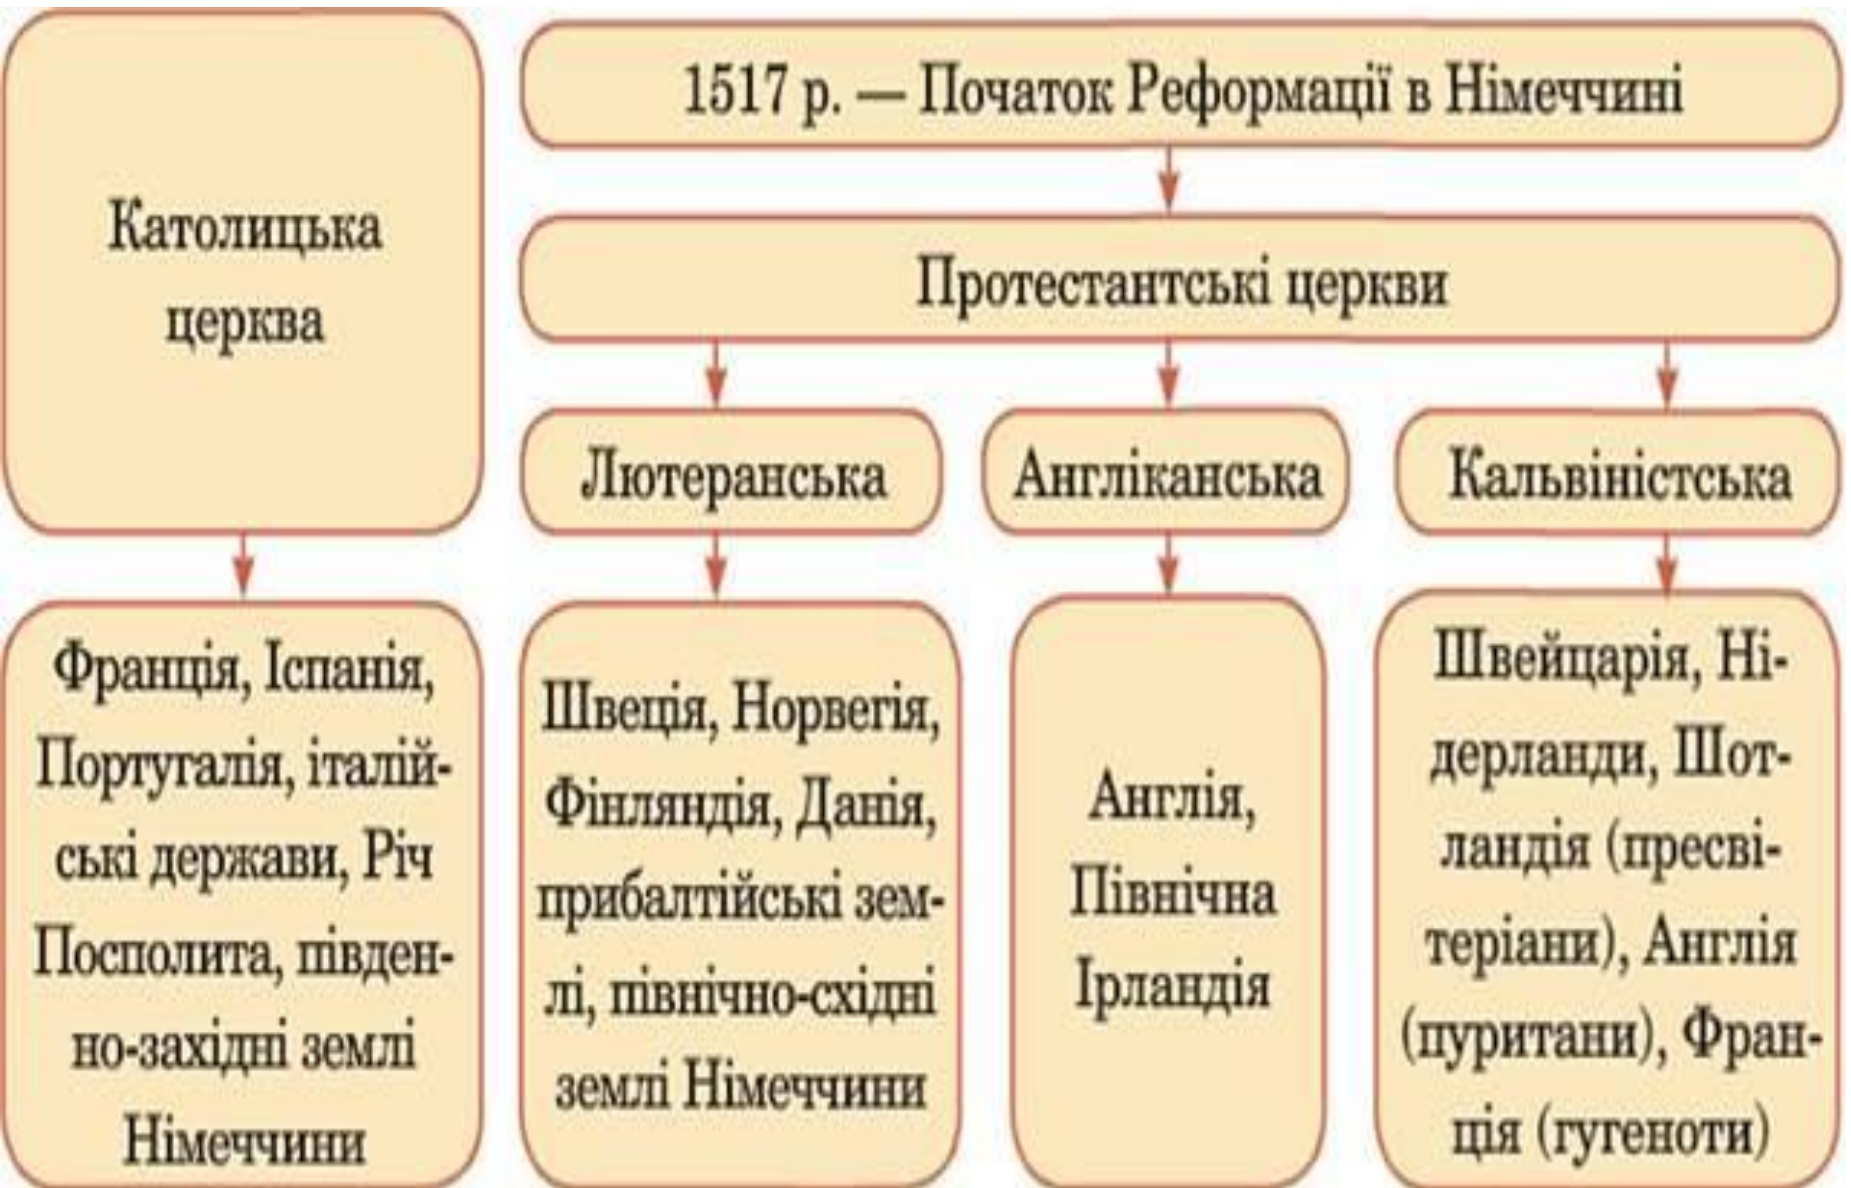 Католицька
церква
1517 р. — Початок Реформації в Німеччині
Протестантські церкви
Лютеранська
Англіканська
Кальвіністська
Франція, Іспанія,
Португалія, італій-
ські держави, Річ
Посполита, півден-
но-західні землі
Німеччини
Швеція, Норвегія,
Фінляндія, Данія,
прибалтійські зем-
лі, північно-східні
землі Німеччини
Англія,
Північна
Ірландія
Швейцарія, Ні-
дерланди, Шот-
ландія (пресві-
теріани), Англія
(пуритани), Фран-
ція (гугеноти)